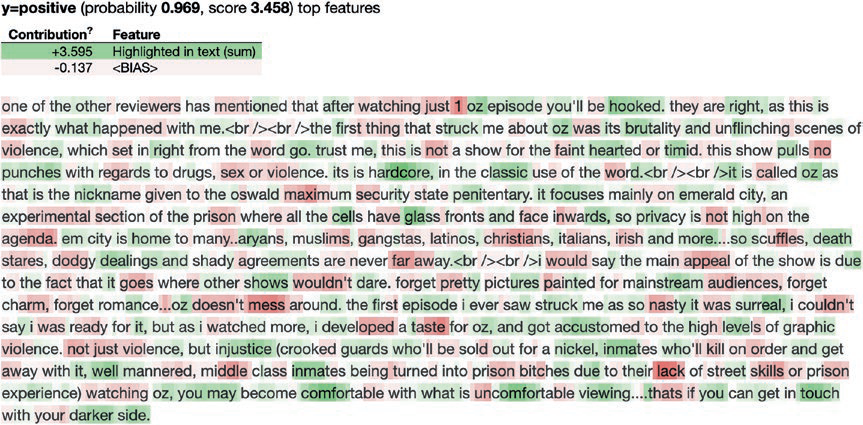 y=positive (probability 0.969, score 3.458) top features
Contribution? Feature
+3.595 Highlighted in text (sum)
-0.137 <BIAS>
one of the other reviewers has mentioned that after watching just 1 oz episode you'll be hooked. they are right, as this is
exactly what happened with me.<br /><br />the first thing that struck me about oz was its brutality and unflinching scenes of
violence, which set in right from the word go. trust me, this is not a show for the faint hearted or timid. this show pulls no
punches with regards to drugs, sex or violence. its is hardcore, in the classic use of the word.<br /><br />it is called oz as
that is the nickname given to the oswald maximum security state penitentary. it focuses mainly on emerald city, an
experimental section of the prison where all the cells have glass fronts and face inwards, so privacy is not high on the
agenda. em city is home to many..aryans, muslims, gangstas, latinos, christians, italians, irish and more....so scuffles, death
stares, dodgy dealings and shady agreements are never far away.<br /><br />i would say the main appeal of the show is due
to the fact that it goes where other shows wouldn't dare. forget pretty pictures painted for mainstream audiences, forget
charm, forget romance...oz doesn't mess around. the first episode i ever saw struck me as so nasty it was surreal, i couldn't
say i was ready for it, but as i watched more, i developed a taste for oz, and got accustomed to the high levels of graphic
violence. not just violence, but injustice (crooked guards who'll be sold out for a nickel, inmates who'll kill on order and get
away with it, well mannered, middle class inmates being turned into prison bitches due to their lack of street skills or prison
experience) watching oz, you may become comfortable with what is uncomfortable viewing....thats if you can get in touch
with your darker side.